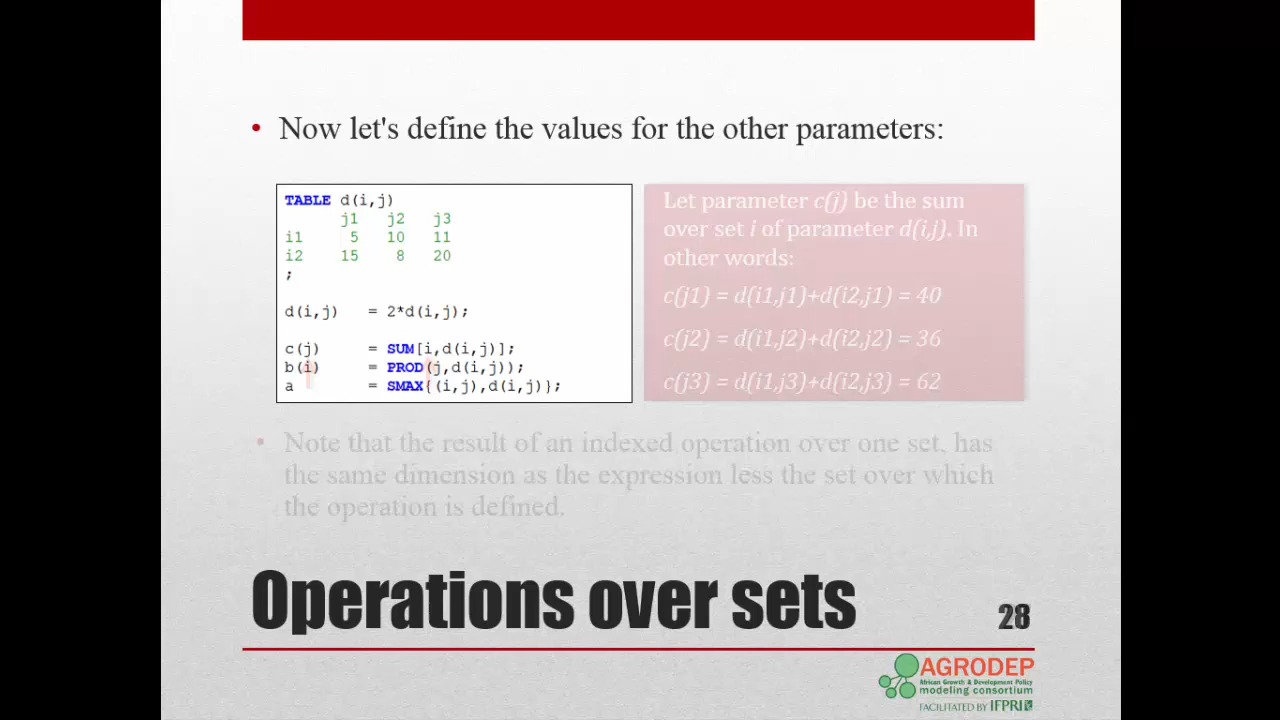 • Now let's define the values for the other parameters:
TABLE d(i,j)
j1 j2 j3
i1 5 10 11
i2 15 8 20
;
d(i,j) = 2*d(i,j);
c(j) = SUM[i,d(i,j)];
b(i) = PROD(j,d(i,j));
a = SMAX{(i,j),d(i,j)};
Let parameter c(j) be the sum
over set i of parameter d(i,j). In
other words:
c(j1) = d(i1,j1)+d(i2,j1) = 40
c(j2) = d(i1,j2)+d(i2,j2) = 36
c(j3) = d(i1,j3)+d(i2,j3) = 62
• Note that the result of an indexed operation over one set, has
the same dimension as the expression less the set over which
the operation is defined.
Operations over sets
28
AGRODEP
African Growth & Development Policy
modeling consortium
FACILITATED BY IFPRI